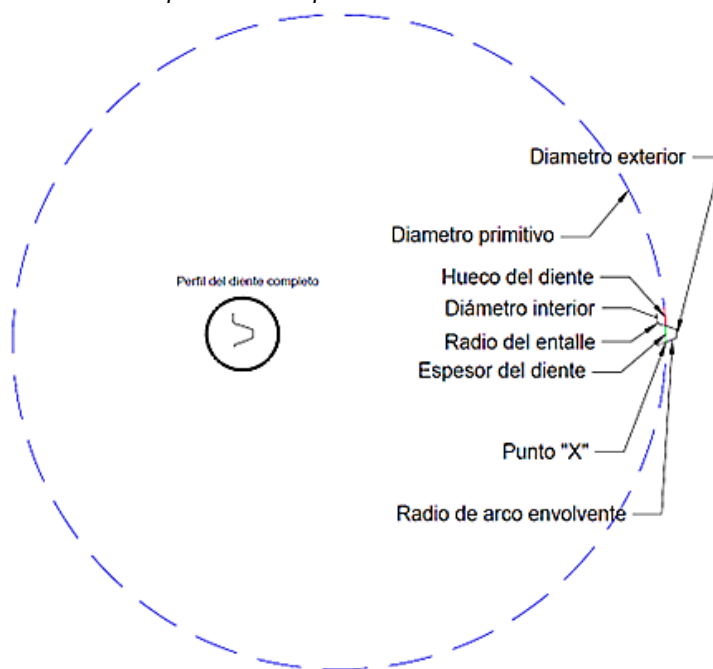 Diametro exterior
Diametro primitivo
Perfil del diente completo
Hueco del diente
Diámetro interior
Radio del entalle
Espesor del diente
Punto "X"
Radio de arco envolvente